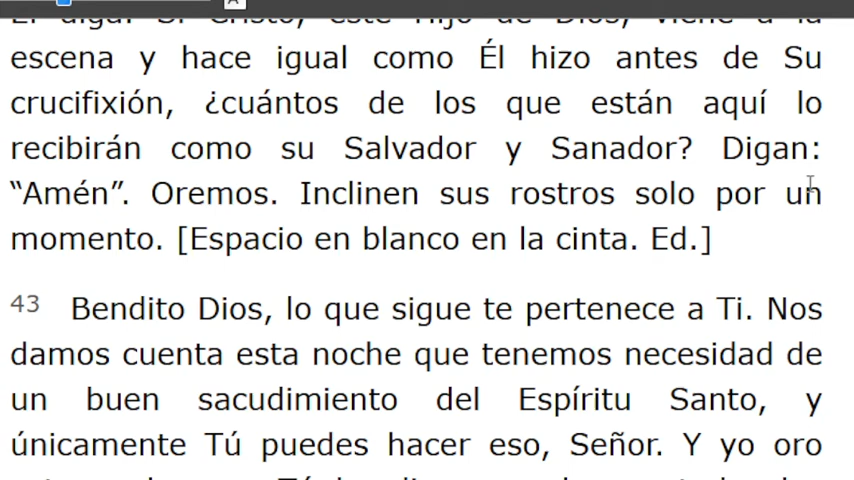 escena y hace igual como Él hizo antes de Su
crucifixión, ¿cuántos de los que están aquí lo
recibirán como su Salvador y Sanador? Digan:
“Amén”. Oremos. Inclinen sus rostros solo por un
momento. [Espacio en blanco en la cinta. Ed.]
43 Bendito Dios, lo que sigue te pertenece a Ti. Nos
damos cuenta esta noche que tenemos necesidad de
un buen sacudimiento del Espíritu Santo, y
únicamente Tú puedes hacer eso, Señor. Y yo oro